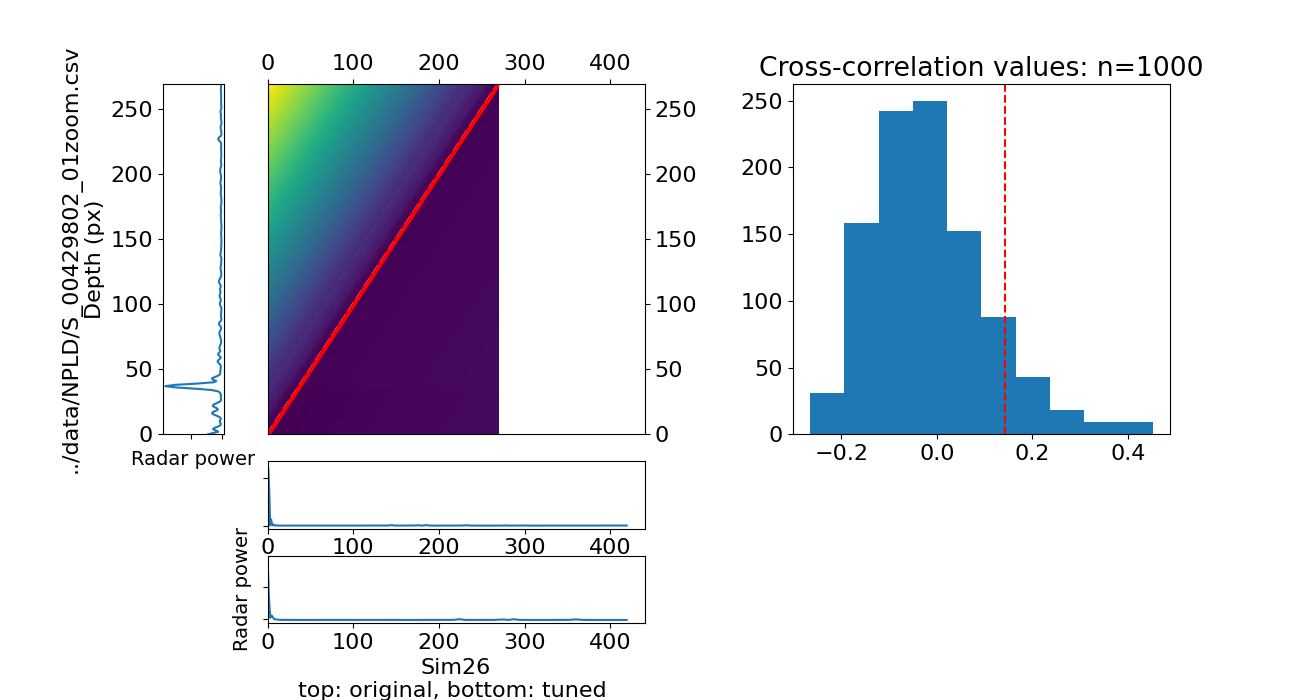 0 100 200 300 400
Cross-correlation values: n=1000
../data/NPLD/S_00429802_01zoom.csv
Depth (px)
250
200
150
100
50
0
250
200
150
100
50
0
250
200
150
100
50
0
−0.2 0.0 0.2 0.4
Radar power
0 100 200 300 400
Radar power
0 100 200 300 400
Sim26
top: original, bottom: tuned